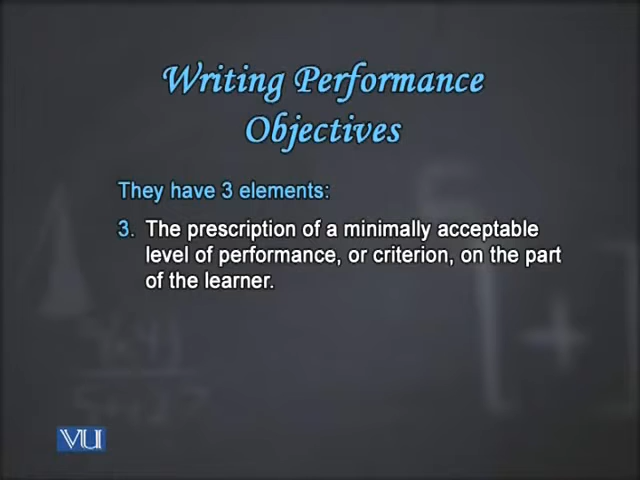 Writing Performance
Objectives
They have 3 elements:
3. The prescription of a minimally acceptable
level of performance, or criterion, on the part
of the learner.
VU